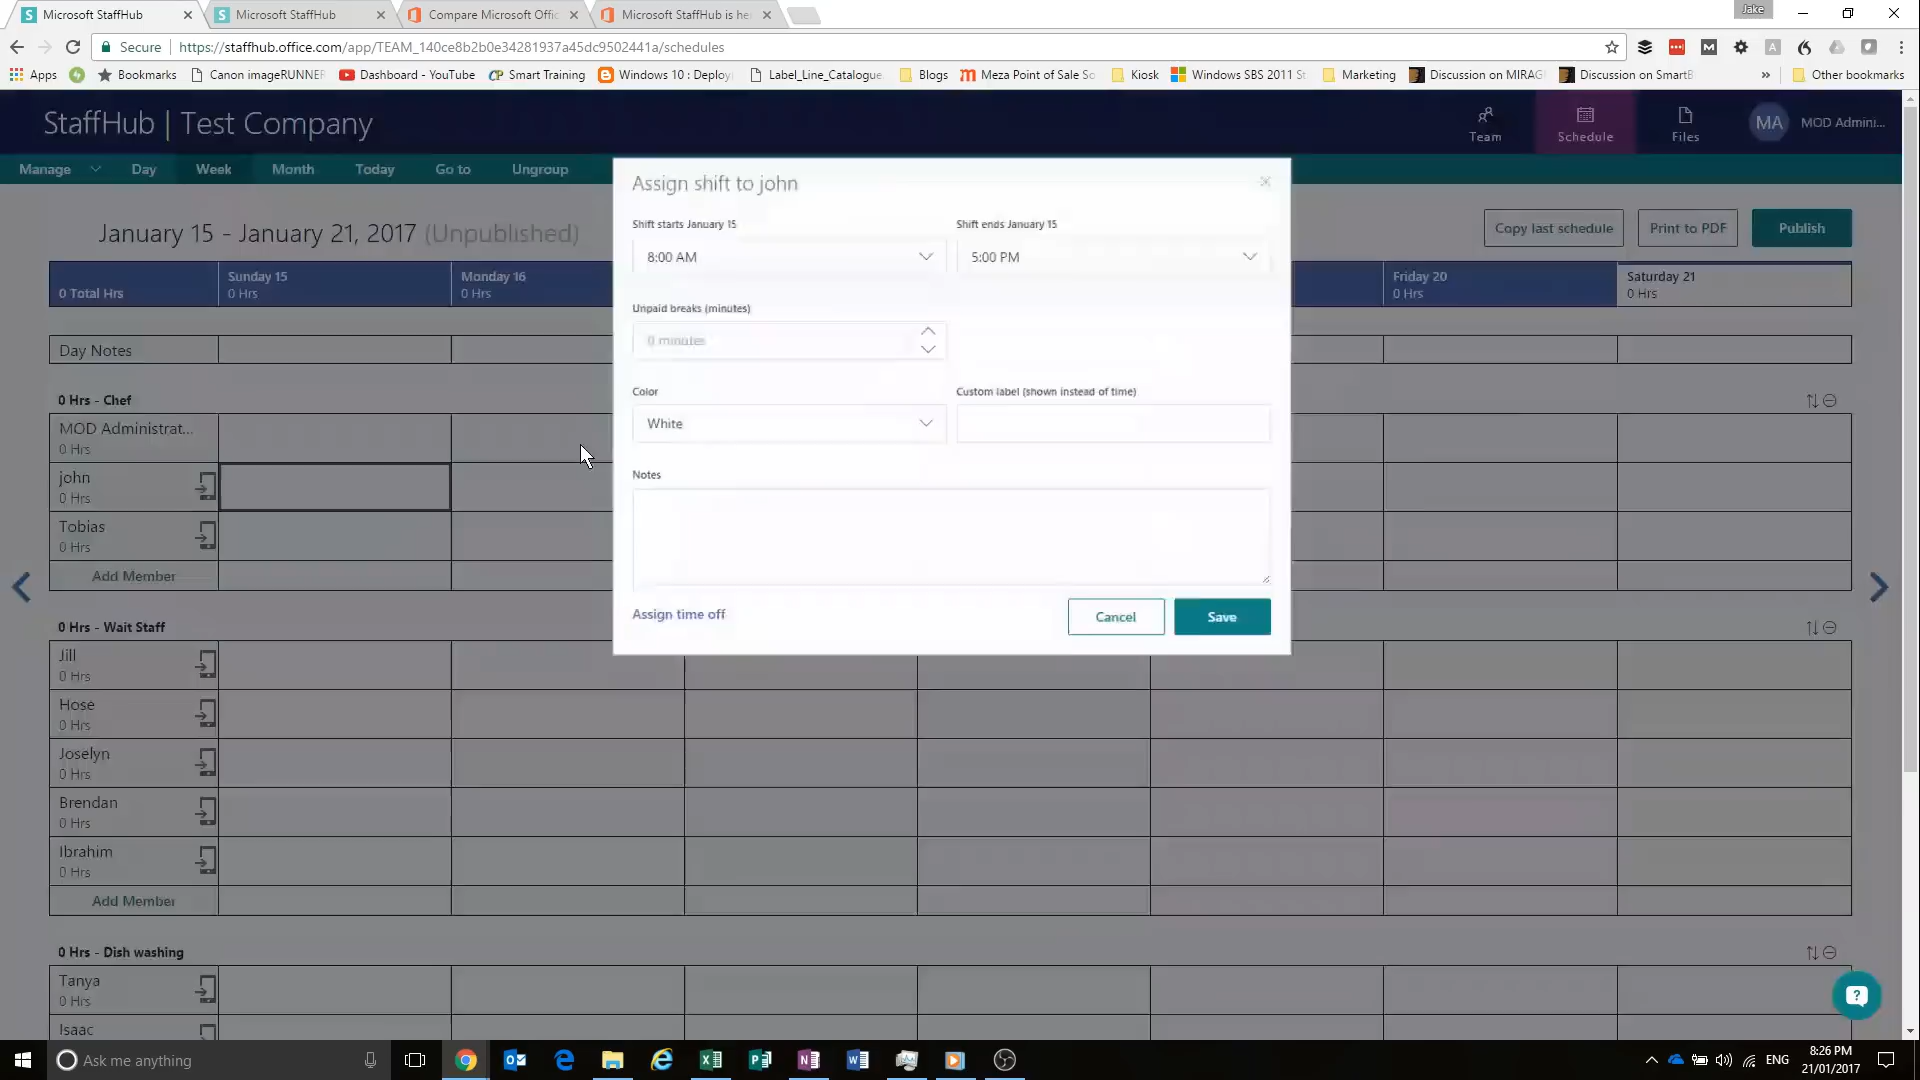 Microsoft StaffHub
Microsoft StaffHub
Compare Microsoft Offic
Microsoft StaffHub is he
Jake
Secure
https://staffhub.office.com/app/TEAM_140ce8b2b0e34281937a45dc9502441a/schedules
Apps
Bookmarks
Canon imageRUNNER
Dashboard - YouTube
Smart Training
Windows 10 : Deploy
Label_Line_Catalogue
Blogs
Meza Point of Sale So
Kiosk
Windows SBS 2011 St
Marketing
Discussion on MIRAG
Discussion on SmartB
Other bookmarks
StaffHub | Test Company
Team
Schedule
Files
MA
MOD Admini...
Manage
Day
Week
Month
Today
Go to
Ungroup
January 15 - January 21, 2017 (Unpublished)
Copy last schedule
Print to PDF
Publish
0 Total Hrs
Sunday 15
0 Hrs
Monday 16
0 Hrs
Friday 20
0 Hrs
Saturday 21
0 Hrs
Day Notes
0 Hrs - Chef
MOD Administrat...
0 Hrs
john
0 Hrs
Tobias
0 Hrs
Add Member
0 Hrs - Wait Staff
Jill
0 Hrs
Hose
0 Hrs
Joselyn
0 Hrs
Brendan
0 Hrs
Ibrahim
0 Hrs
Add Member
0 Hrs - Dish washing
Tanya
0 Hrs
Isaac
Assign shift to john
Shift starts January 15
Shift ends January 15
8:00 AM
5:00 PM
Unpaid breaks (minutes)
0 minutes
Color
Custom label (shown instead of time)
White
Notes
Assign time off
Cancel
Save
?
Ask me anything
ENG
8:26 PM
21/01/2017